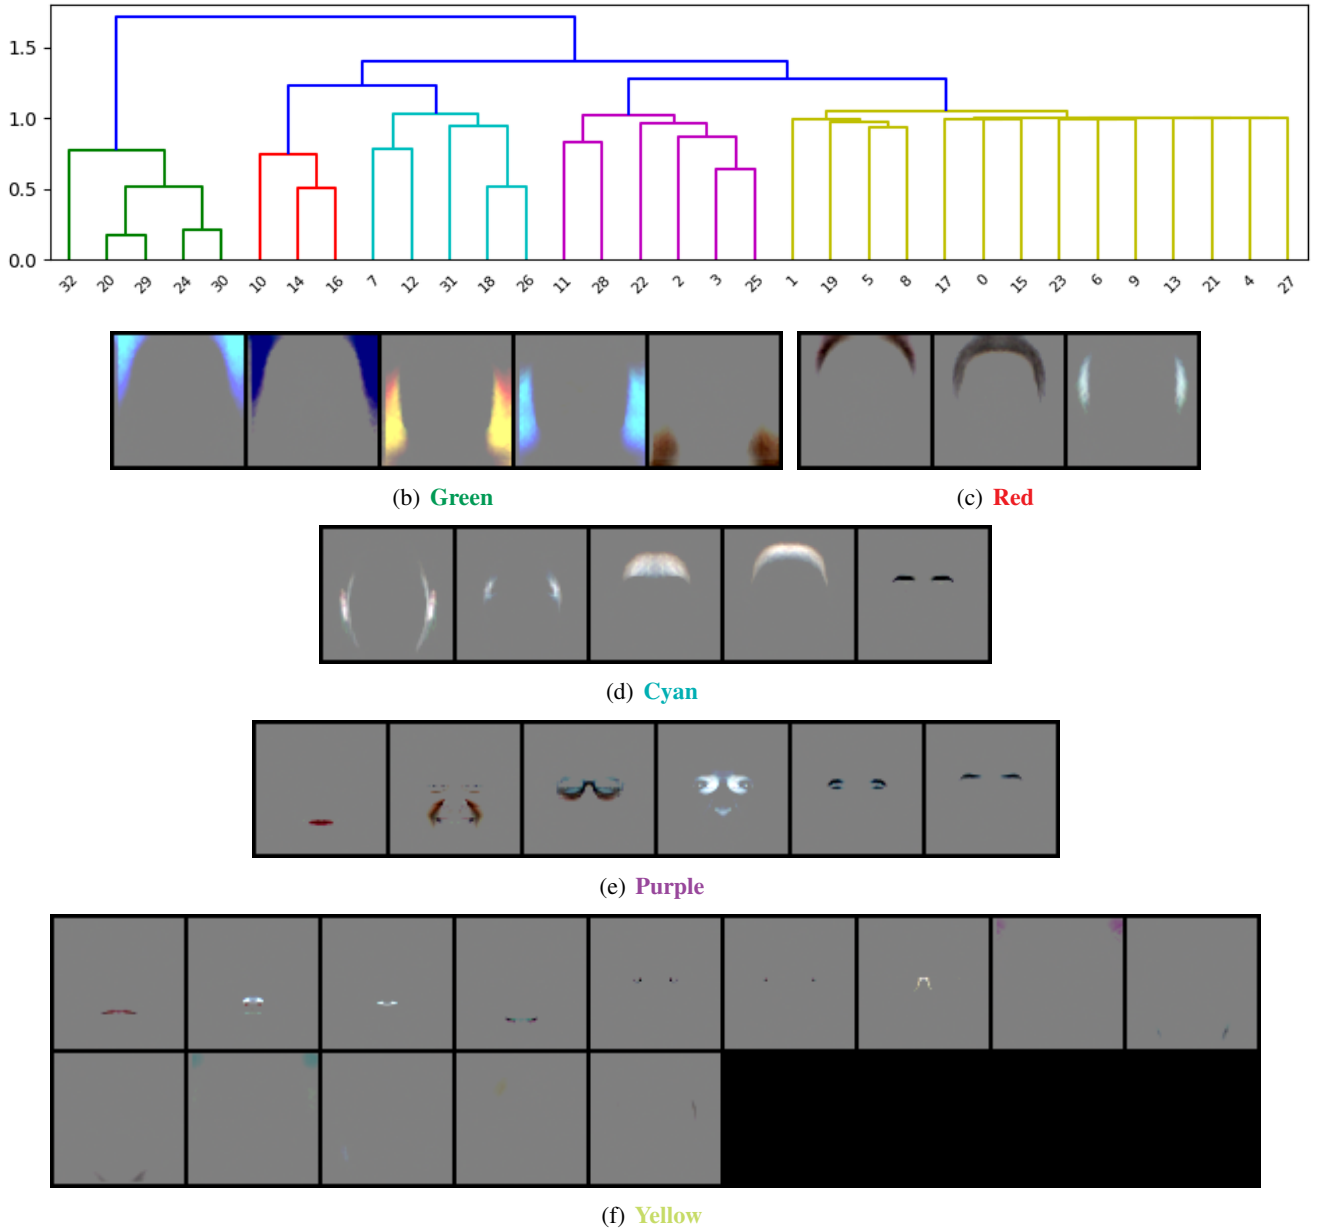 1.5
1.0
0.5
0.0
32 20 29 24 30 10 14 16 7 12 31 18 26 11 28 22 2 3 25 1 19 5 8 17 0 15 23 6 9 13 21 4 27
(b) Green
(c) Red
(d) Cyan
(e) Purple
(f) Yellow